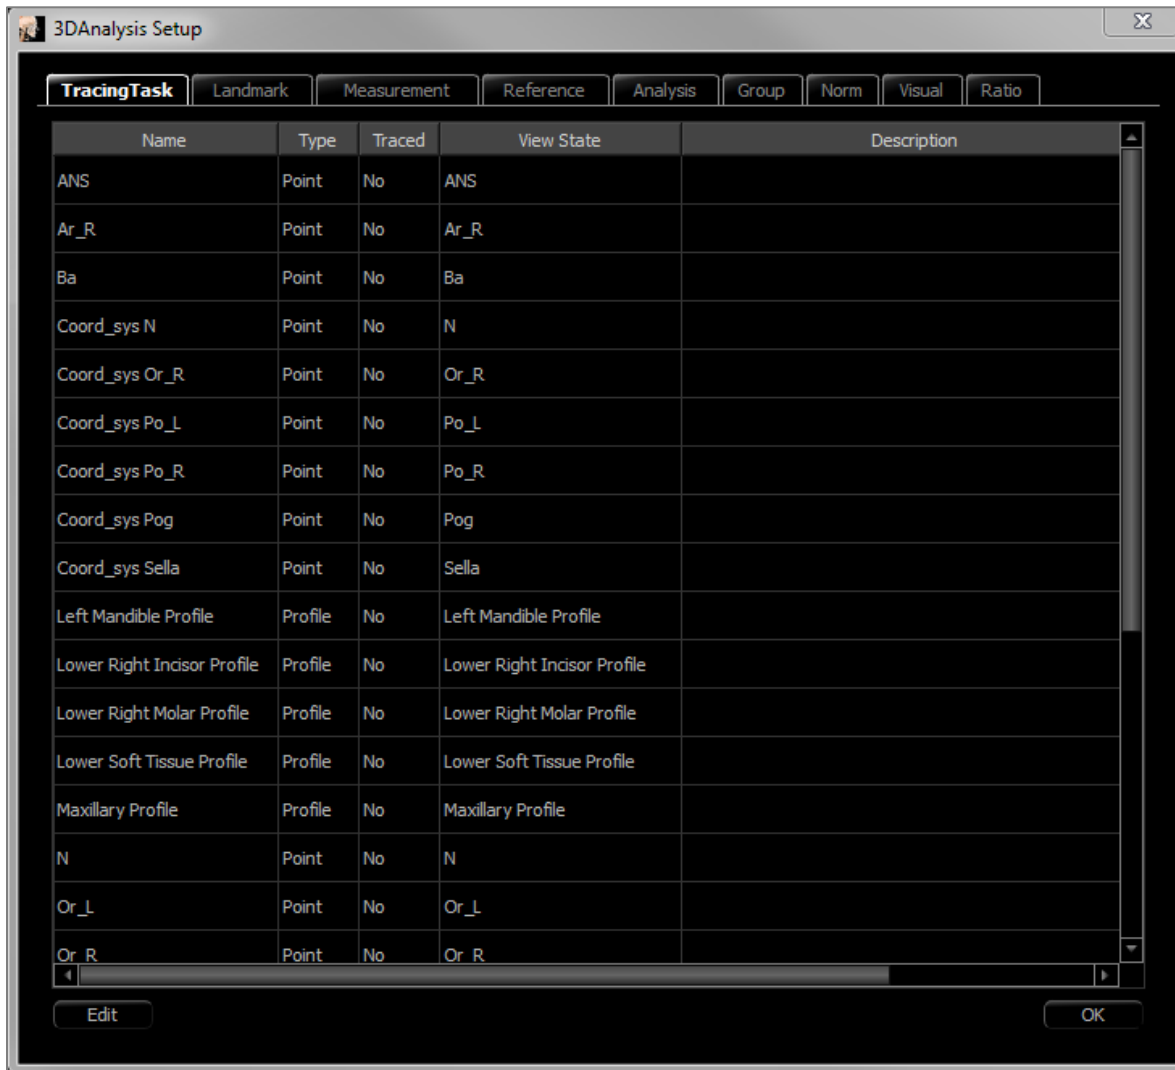 3DAnalysis Setup
TracingTask Landmark Measurement Reference Analysis Group Norm Visual Ratio
Name Type Traced View State Description
ANS Point No ANS
Ar_R Point No Ar_R
Ba Point No Ba
Coord_sys N Point No N
Coord_sys Or_R Point No Or_R
Coord_sys Po_L Point No Po_L
Coord_sys Po_R Point No Po_R
Coord_sys Pog Point No Pog
Coord_sys Sella Point No Sella
Left Mandible Profile Profile No Left Mandible Profile
Lower Right Incisor Profile Profile No Lower Right Incisor Profile
Lower Right Molar Profile Profile No Lower Right Molar Profile
Lower Soft Tissue Profile Profile No Lower Soft Tissue Profile
Maxillary Profile Profile No Maxillary Profile
N Point No N
Or_L Point No Or_L
Or_R Point No Or_R
Edit OK